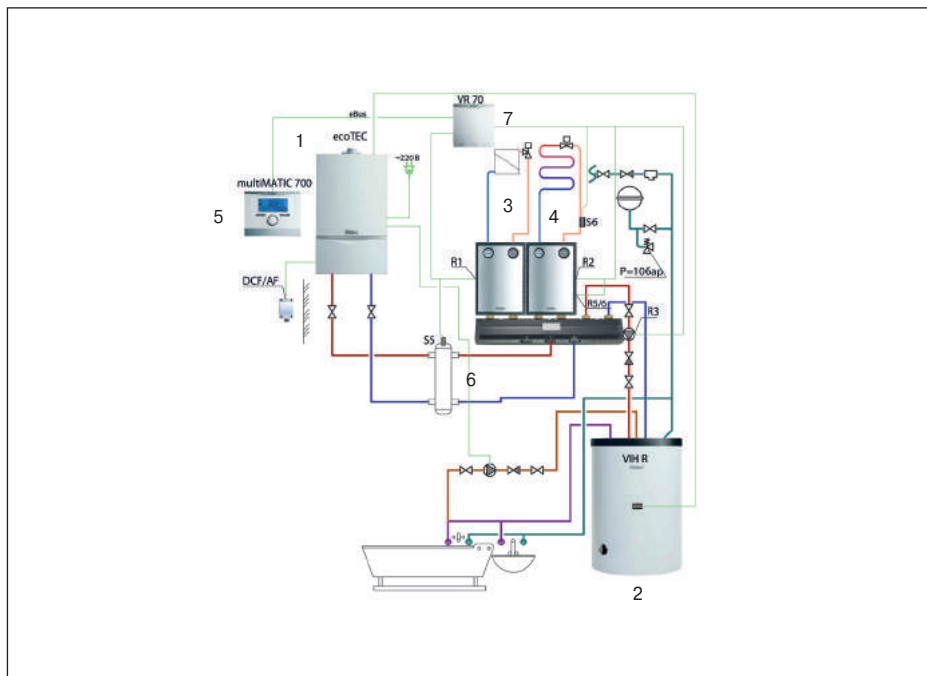 VR 70
7
eBus
1
ecoTEC
~220 В
multiMATIC 700
5
3
4
S6
P=10бар
R1
R2
DCF/AF
R5/6
R3
S5
6
VIH R
2